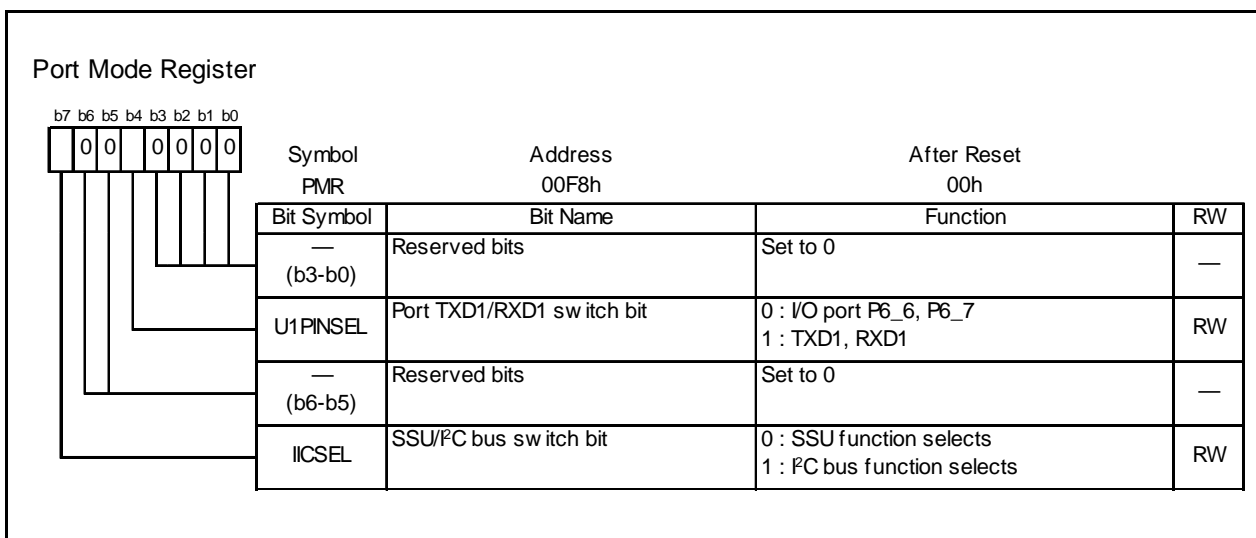 Port Mode Register
b7 b6 b5 b4 b3 b2 b1 b0
0 0 0 0 0 0
Symbol Address After Reset
PMR 00F8h 00h
Bit Symbol Bit Name Function RW
— Reserved bits Set to 0 —
(b3-b0)
U1PINSEL Port TXD1/RXD1 switch bit 0 : I/O port P6_6, P6_7 RW
1 : TXD1, RXD1
— Reserved bits Set to 0 —
(b6-b5)
IICSEL SSU/I²C bus switch bit 0 : SSU function selects RW
1 : I²C bus function selects